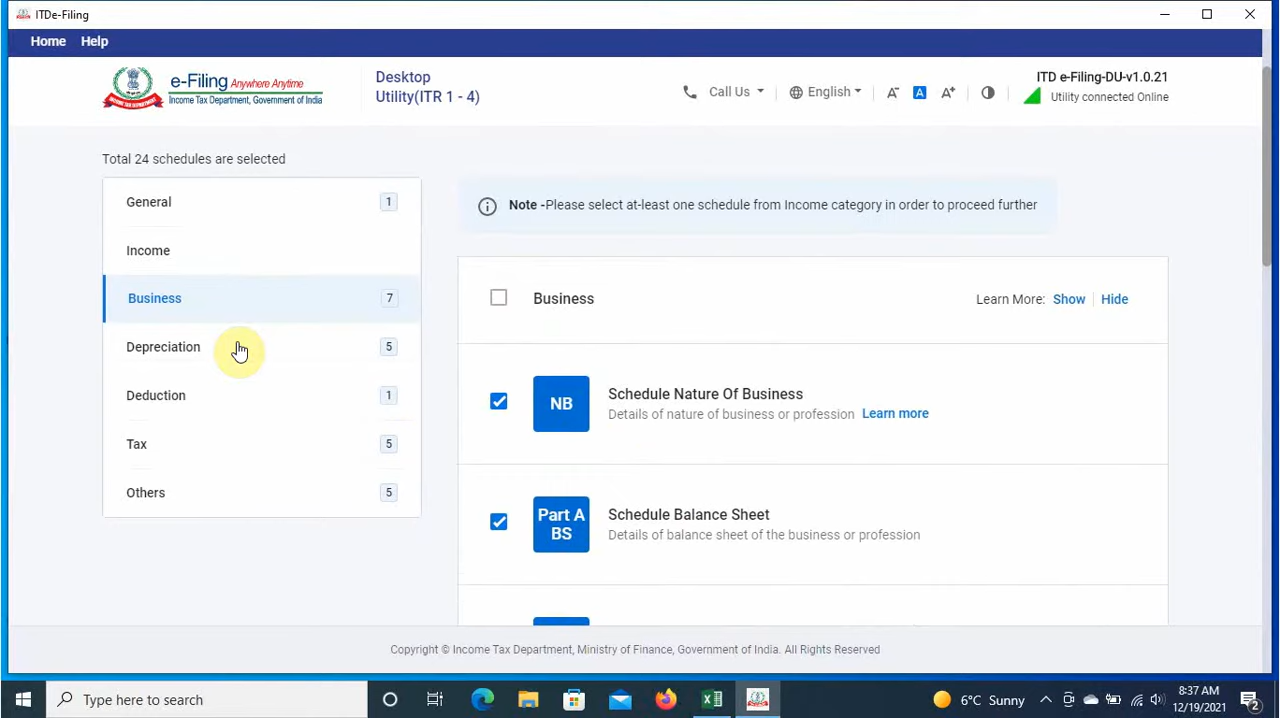 ITDe-Filing
Home Help
e-Filing Anywhere Anytime
Income Tax Department, Government of India
Desktop
Utility(ITR 1 - 4)
Call Us
English
A-
A
A+
ITD e-Filing-DU-v1.0.21
Utility connected Online
Total 24 schedules are selected
General 1
Income
Business 7
Depreciation 5
Deduction 1
Tax 5
Others 5
Note -Please select at-least one schedule from Income category in order to proceed further
Business
Learn More: Show Hide
NB
Schedule Nature Of Business
Details of nature of business or profession Learn more
Part A
BS
Schedule Balance Sheet
Details of balance sheet of the business or profession
Copyright © Income Tax Department, Ministry of Finance, Government of India. All Rights Reserved
Type here to search
6°C Sunny
8:37 AM
12/19/2021
2